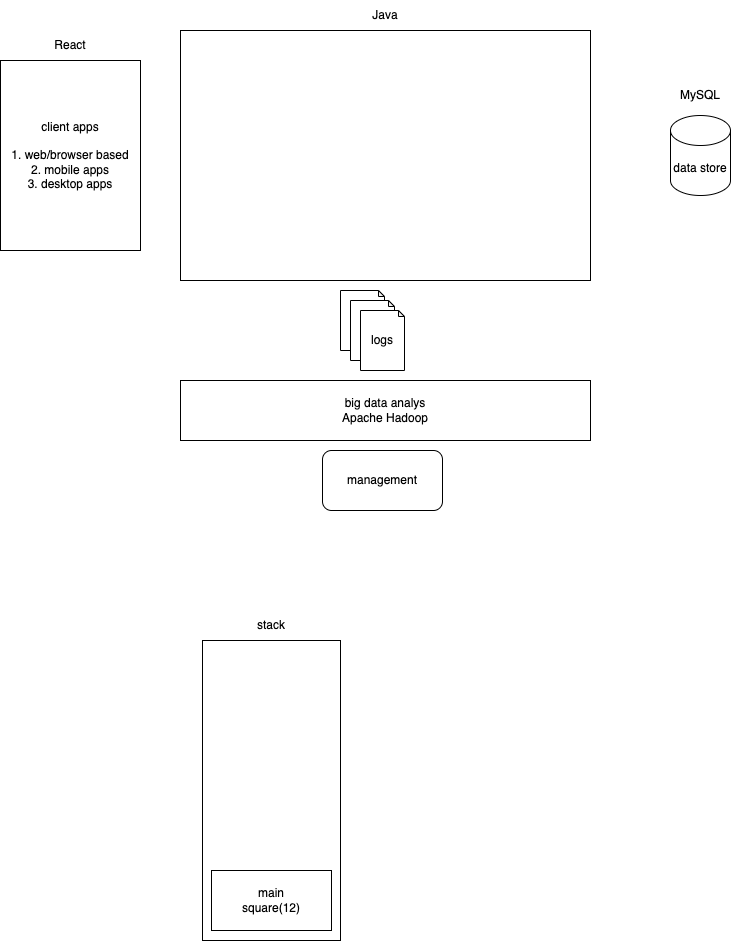 Java
React
client apps
1. web/browser based
2. mobile apps
3. desktop apps
MySQL
data store
logs
big data analys
Apache Hadoop
management
stack
main
square(12)